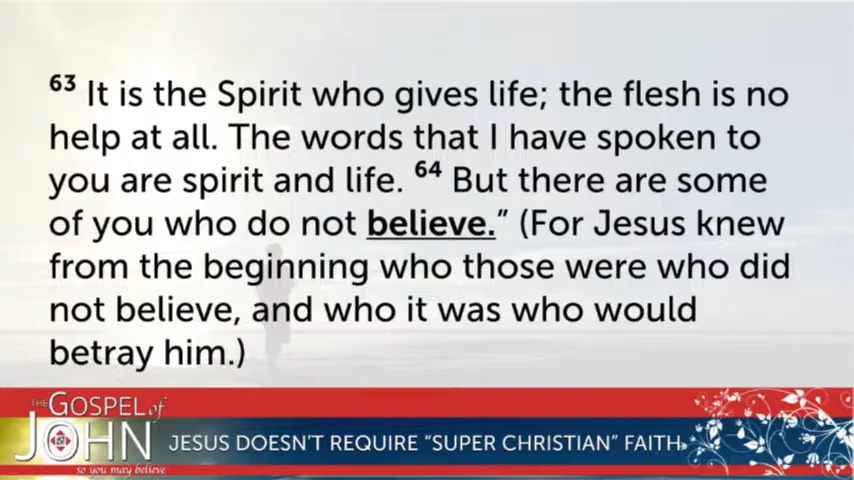 63 It is the Spirit who gives life; the flesh is no
help at all. The words that I have spoken to
you are spirit and life. 64 But there are some
of you who do not believe.” (For Jesus knew
from the beginning who those were who did
not believe, and who it was who would
betray him.)
THE GOSPEL of
JOHN
so you may believe
JESUS DOESN’T REQUIRE “SUPER CHRISTIAN” FAITH